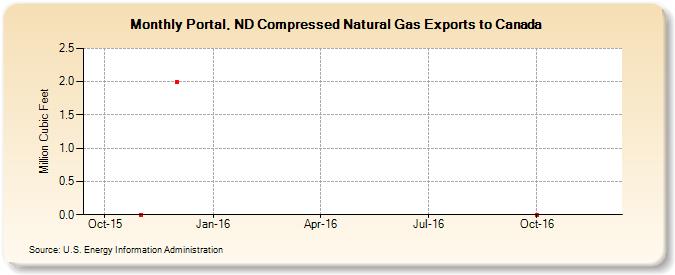 Monthly Portal, ND Compressed Natural Gas Exports to Canada
Million Cubic Feet
2.5
2.0
1.5
1.0
0.5
0.0
Oct-15 Jan-16 Apr-16 Jul-16 Oct-16
Source: U.S. Energy Information Administration